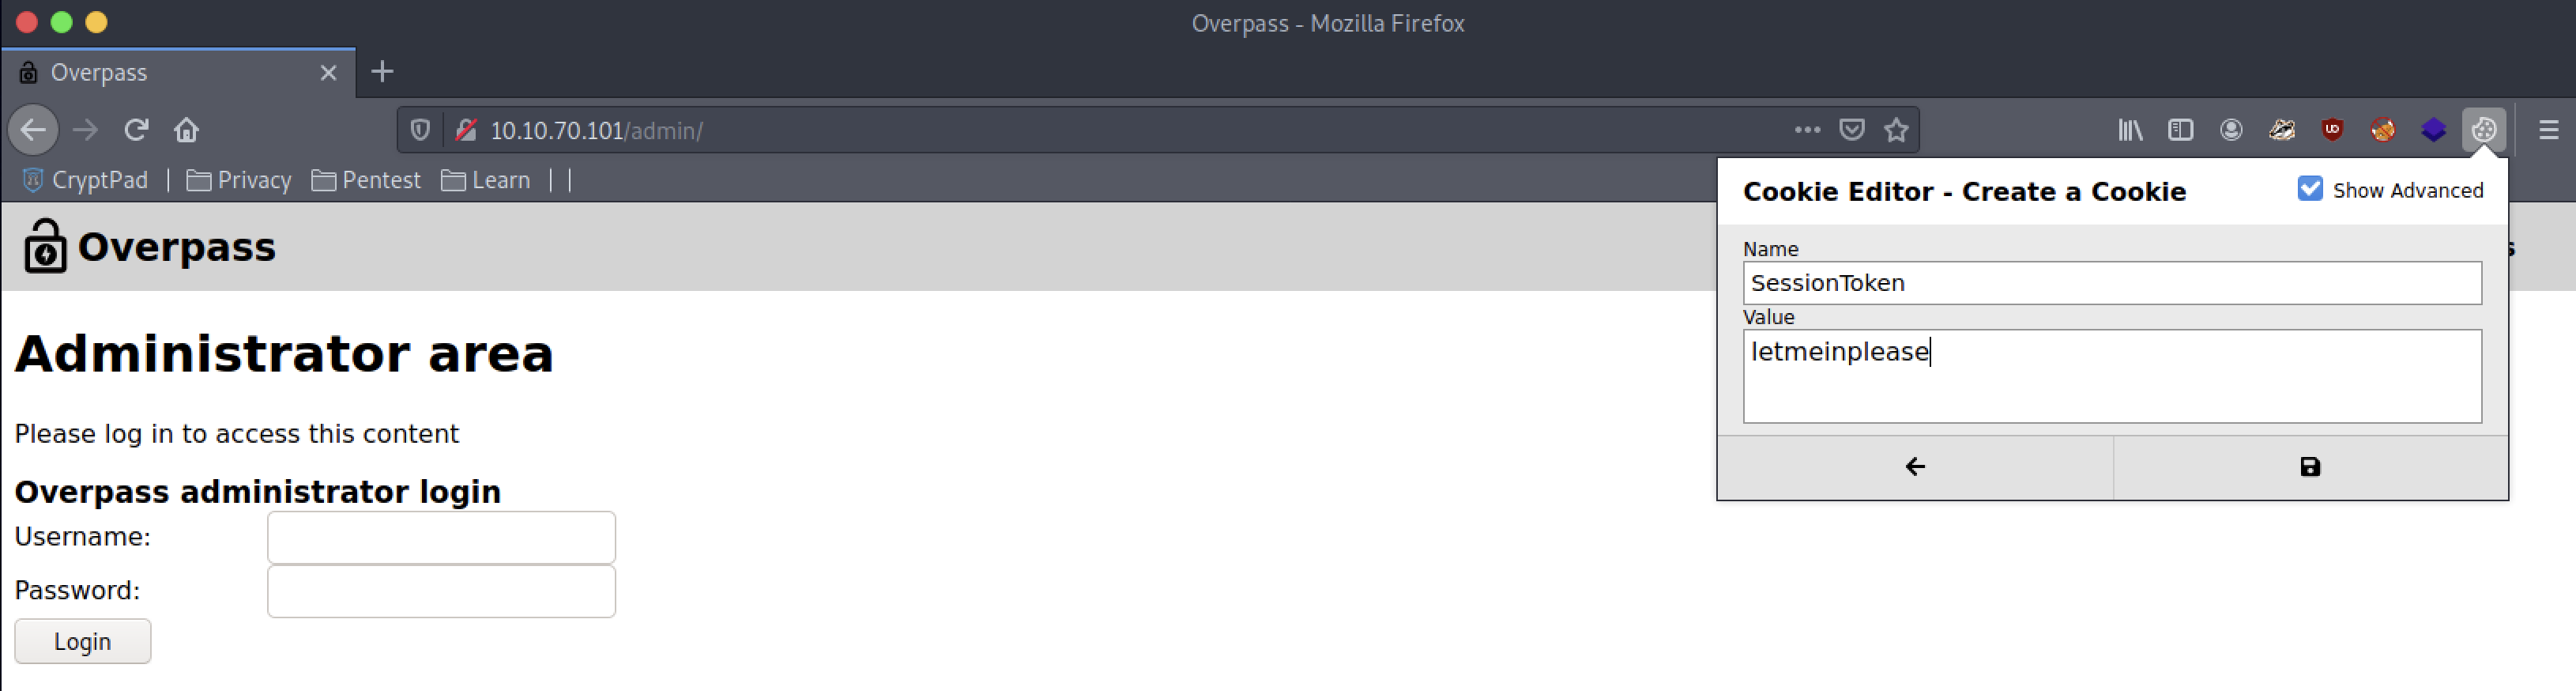 Overpass - Mozilla Firefox
Overpass
10.10.70.101/admin/
CryptPad | Privacy Pentest Learn | |
Cookie Editor - Create a Cookie Show Advanced
Overpass
Name
SessionToken
Value
letmeinplease
Administrator area
Please log in to access this content
Overpass administrator login
Username:
Password:
Login